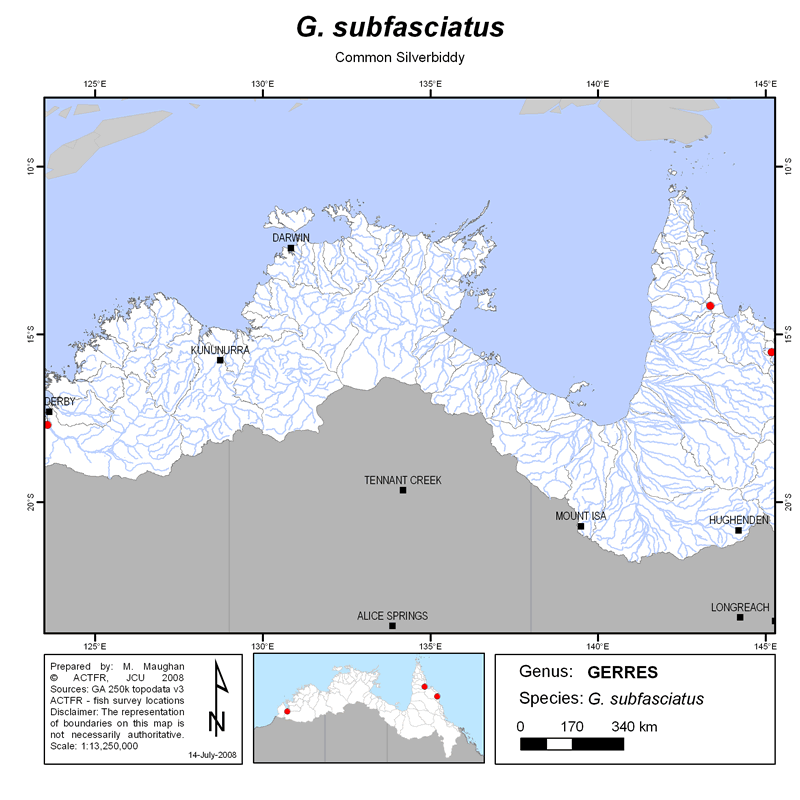 G. subfasciatus
Common Silverbiddy
125°E 130°E 135°E 140°E 145°E
10°S 10°S
DARWIN
15°S 15°S
KUNUNURRA
DERBY
TENNANT CREEK
20°S 20°S
MOUNT ISA
HUGHENDEN
LONGREACH
ALICE SPRINGS
125°E 130°E 135°E 140°E 145°E
Prepared by: M. Maughan
© ACTFR, JCU 2008
Sources: GA 250k topodata v3
ACTFR - fish survey locations
Disclaimer: The representation
of boundaries on this map is
not necessarily authoritative.
Scale: 1:13,250,000
14-July-2008
N
Genus: GERRES
Species: G. subfasciatus
0 170 340 km